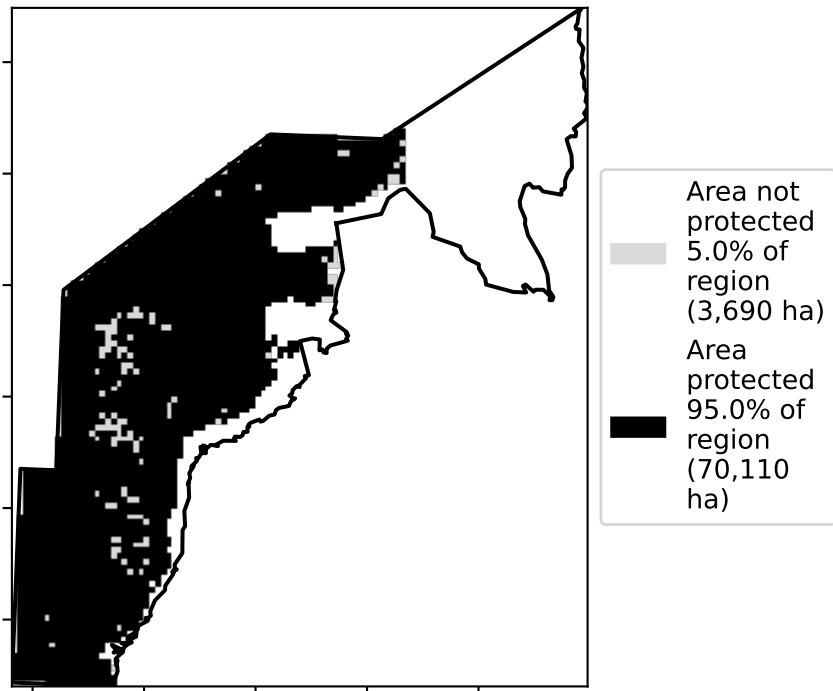 Area not
protected
5.0% of
region
(3,690 ha)
Area
protected
95.0% of
region
(70,110
ha)